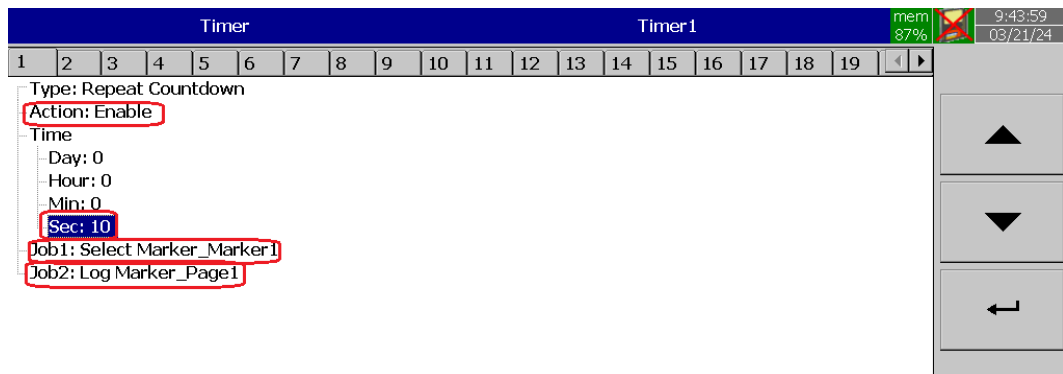 Timer Timer1 mem 87% 9:43:59 03/21/24
1 2 3 4 5 6 7 8 9 10 11 12 13 14 15 16 17 18 19
Type: Repeat Countdown
Action: Enable
Time
Day: 0
Hour: 0
Min: 0
Sec: 10
Job1: Select Marker_Marker1
Job2: Log Marker_Page1